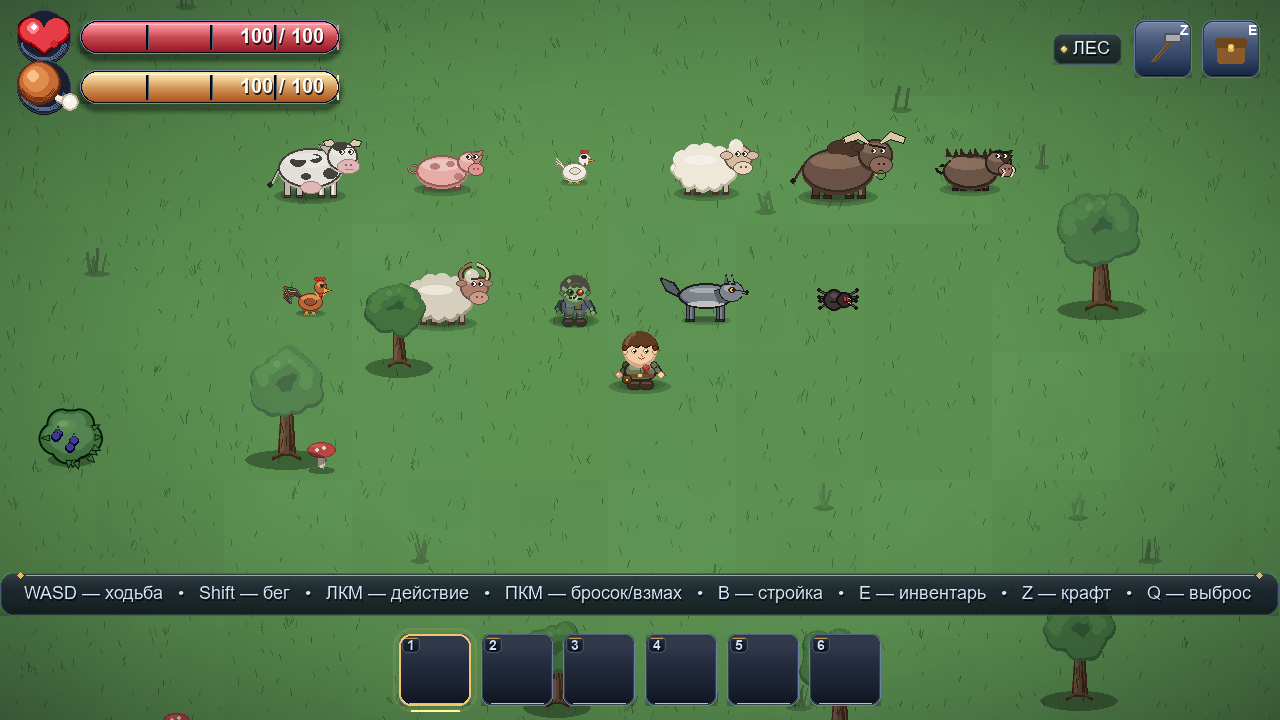 100 / 100
100 / 100
ЛЕС
Z
E
WASD — ходьба • Shift — бег • ЛКМ — действие • ПКМ — бросок/взмах • B — стройка • E — инвентарь • Z — крафт • Q — выброс
1 2 3 4 5 6